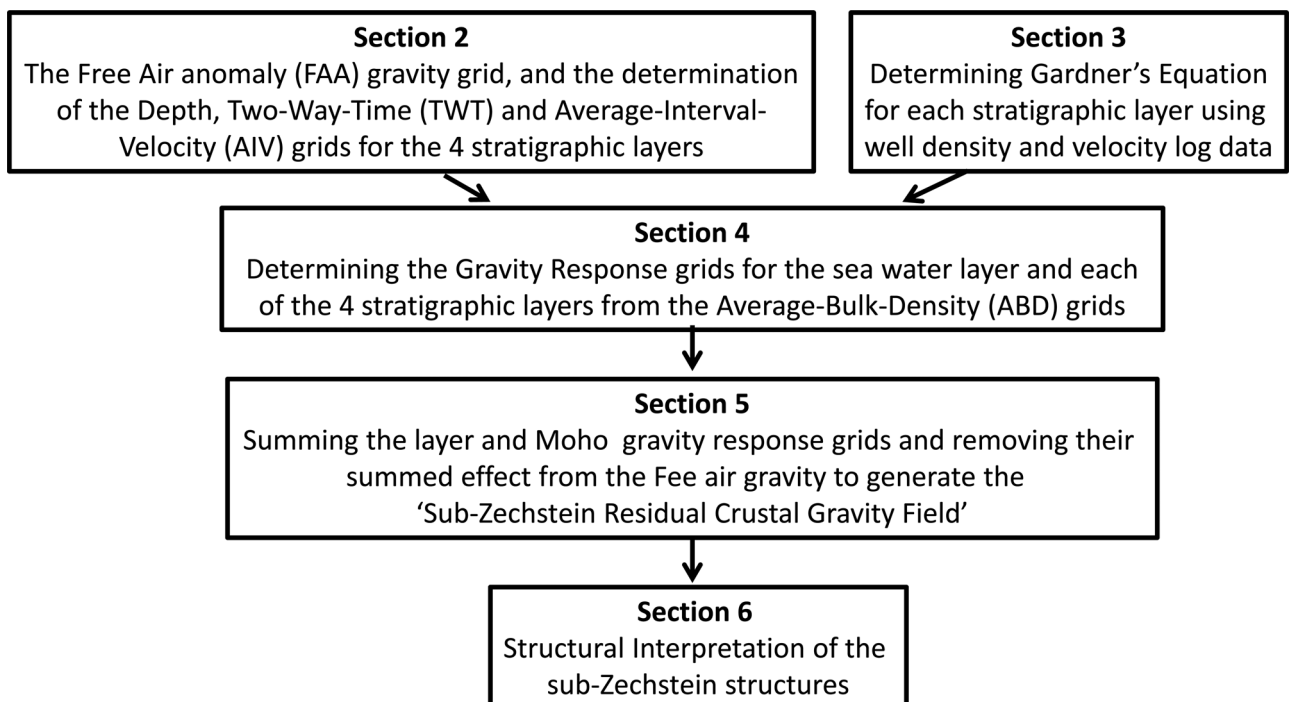 Section 2
The Free Air anomaly (FAA) gravity grid, and the determination
of the Depth, Two-Way-Time (TWT) and Average-Interval-
Velocity (AIV) grids for the 4 stratigraphic layers
Section 3
Determining Gardner’s Equation
for each stratigraphic layer using
well density and velocity log data
Section 4
Determining the Gravity Response grids for the sea water layer and each
of the 4 stratigraphic layers from the Average-Bulk-Density (ABD) grids
Section 5
Summing the layer and Moho gravity response grids and removing their
summed effect from the Fee air gravity to generate the
‘Sub-Zechstein Residual Crustal Gravity Field’
Section 6
Structural Interpretation of the
sub-Zechstein structures